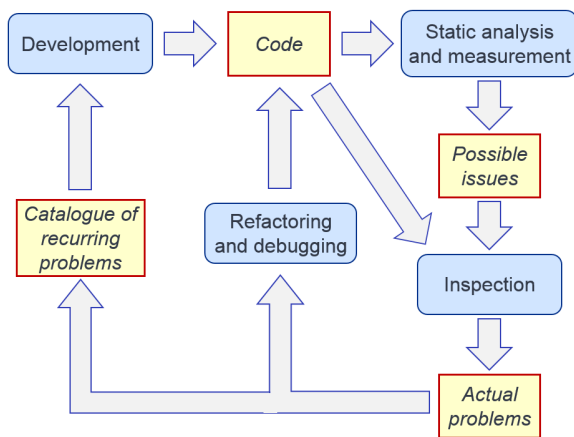 Development
Code
Static analysis
and measurement
Possible
issues
Catalogue of
recurring
problems
Refactoring
and debugging
Inspection
Actual
problems